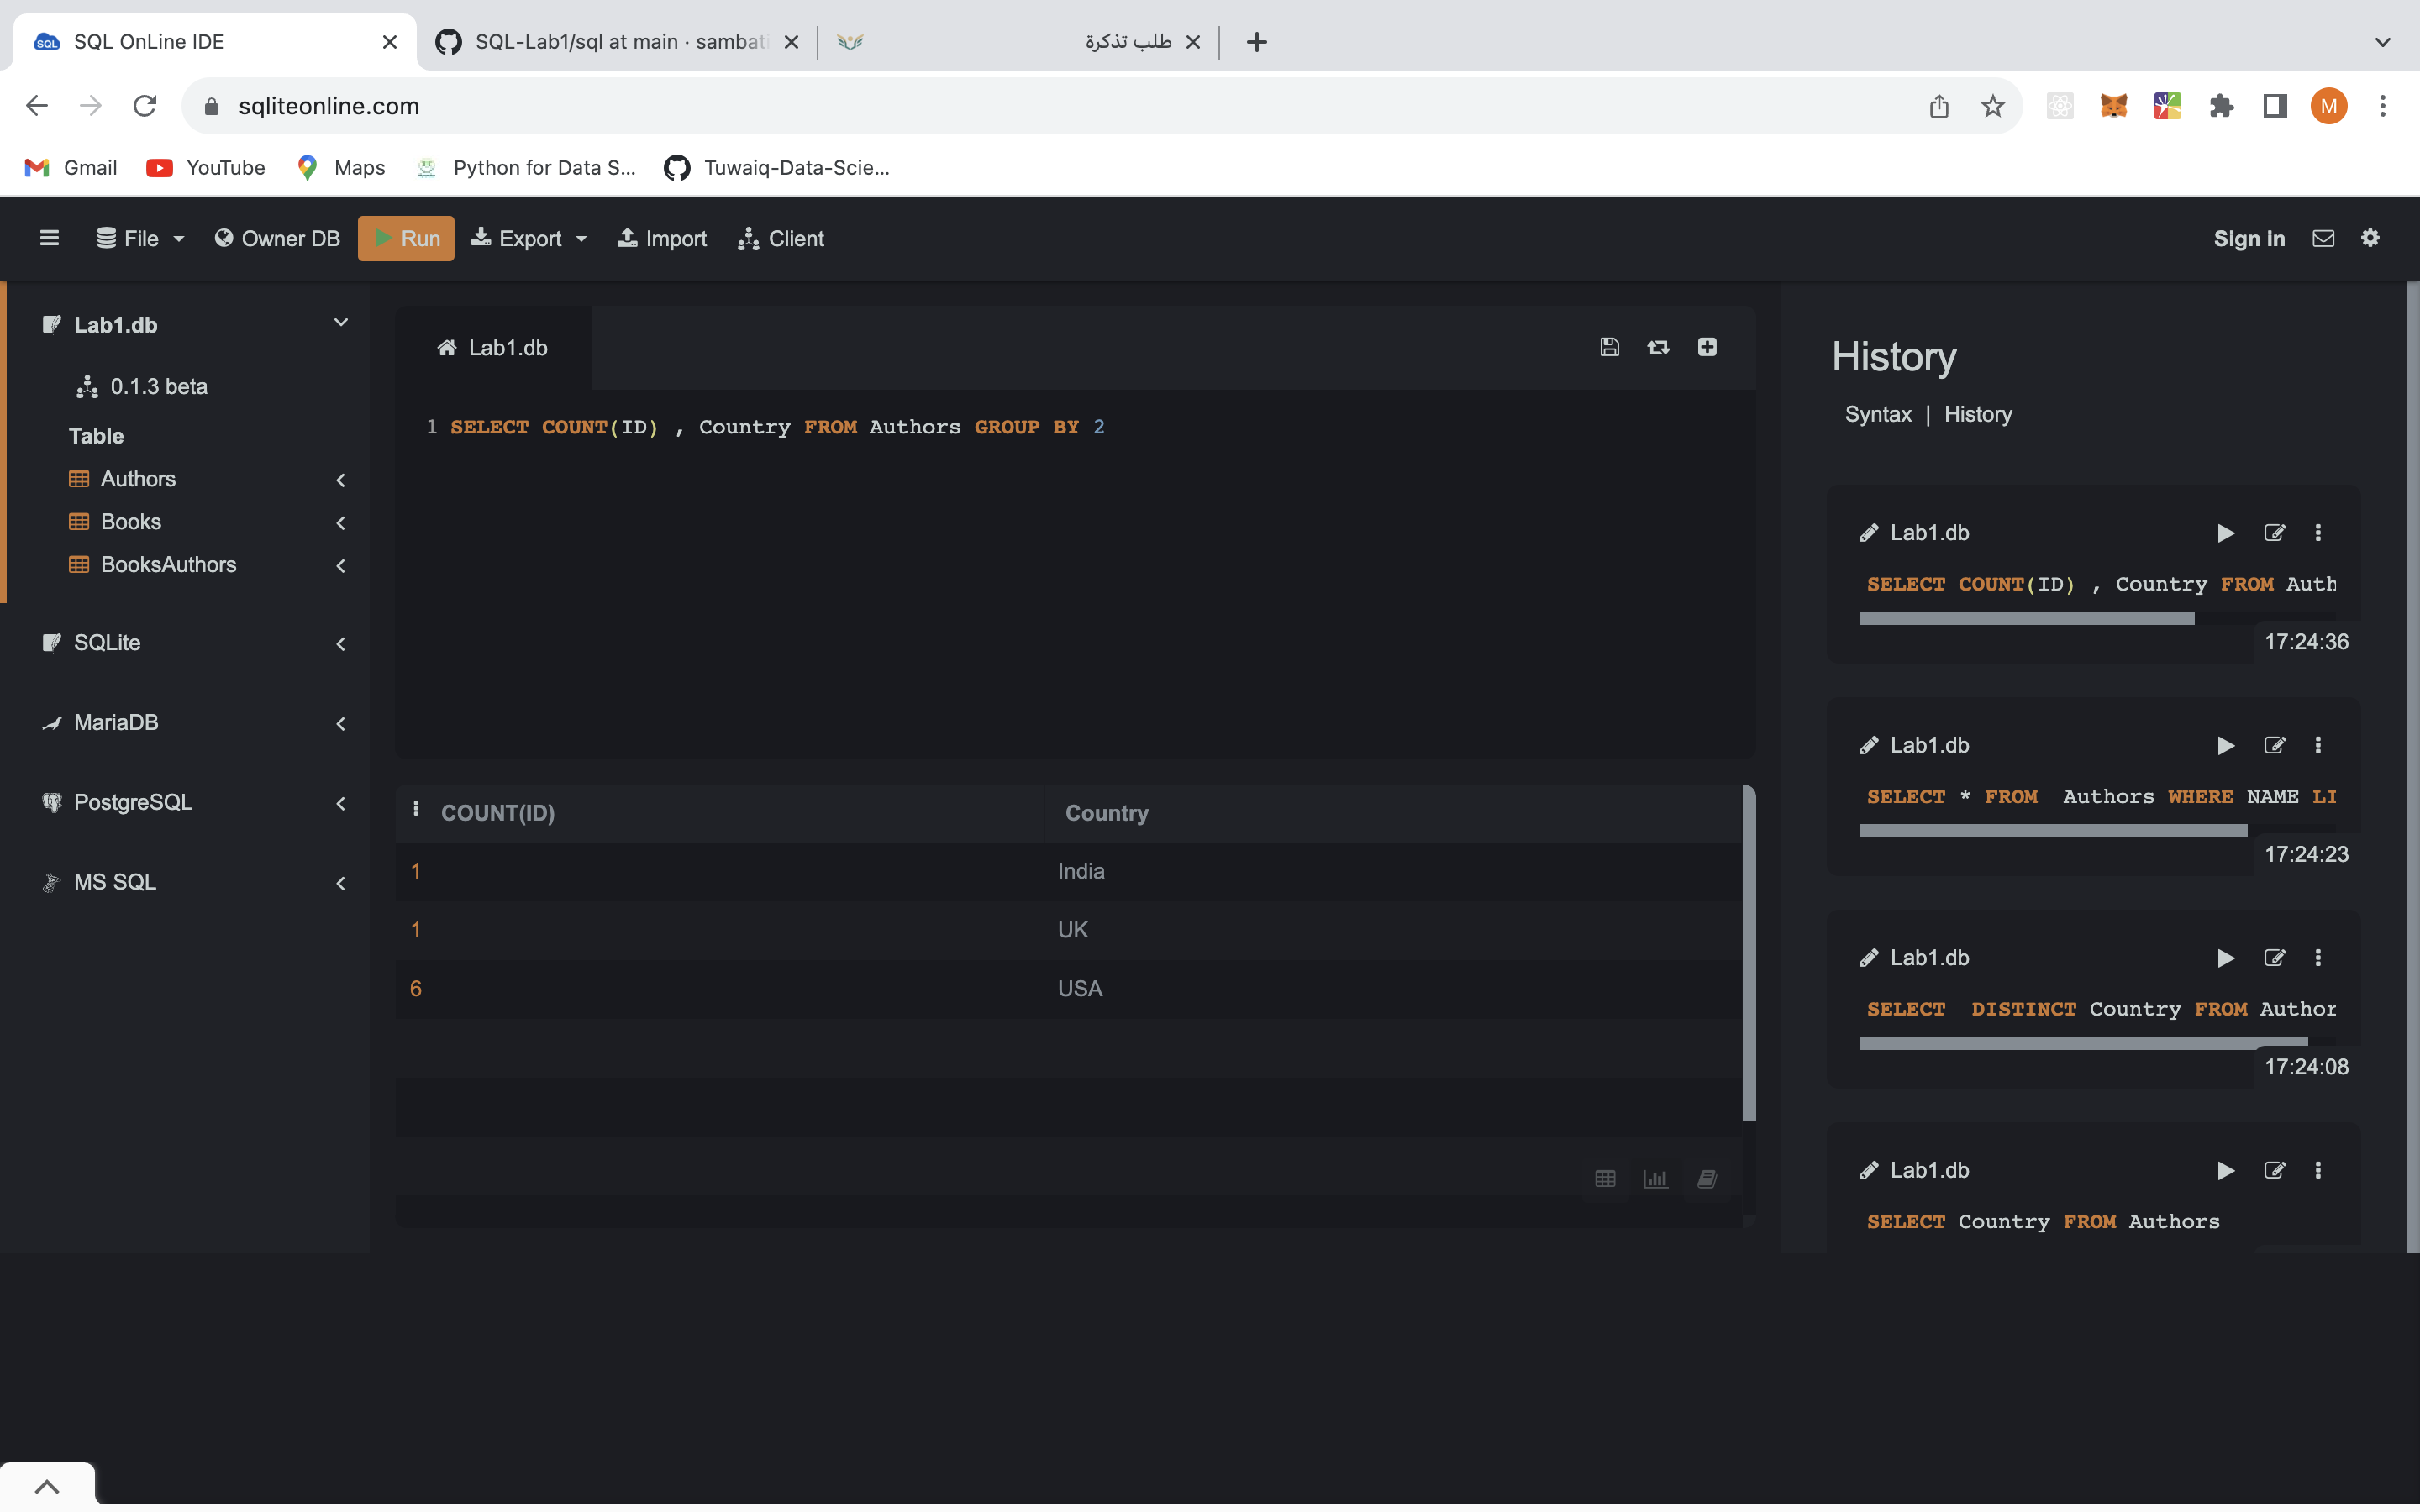 SQL OnLine IDE
SQL-Lab1/sql at main · sambati
طلب تذكرة
sqliteonline.com
M
Gmail YouTube Maps Python for Data S... Tuwaiq-Data-Scie...
File Owner DB Run Export Import Client Sign in
Lab1.db
0.1.3 beta
Table
Authors
Books
BooksAuthors
SQLite
MariaDB
PostgreSQL
MS SQL
Lab1.db
1 SELECT COUNT(ID) , Country FROM Authors GROUP BY 2
COUNT(ID) Country
1 India
1 UK
6 USA
History
Syntax | History
Lab1.db
SELECT COUNT(ID) , Country FROM Auth
17:24:36
Lab1.db
SELECT * FROM Authors WHERE NAME LI
17:24:23
Lab1.db
SELECT DISTINCT Country FROM Author
17:24:08
Lab1.db
SELECT Country FROM Authors